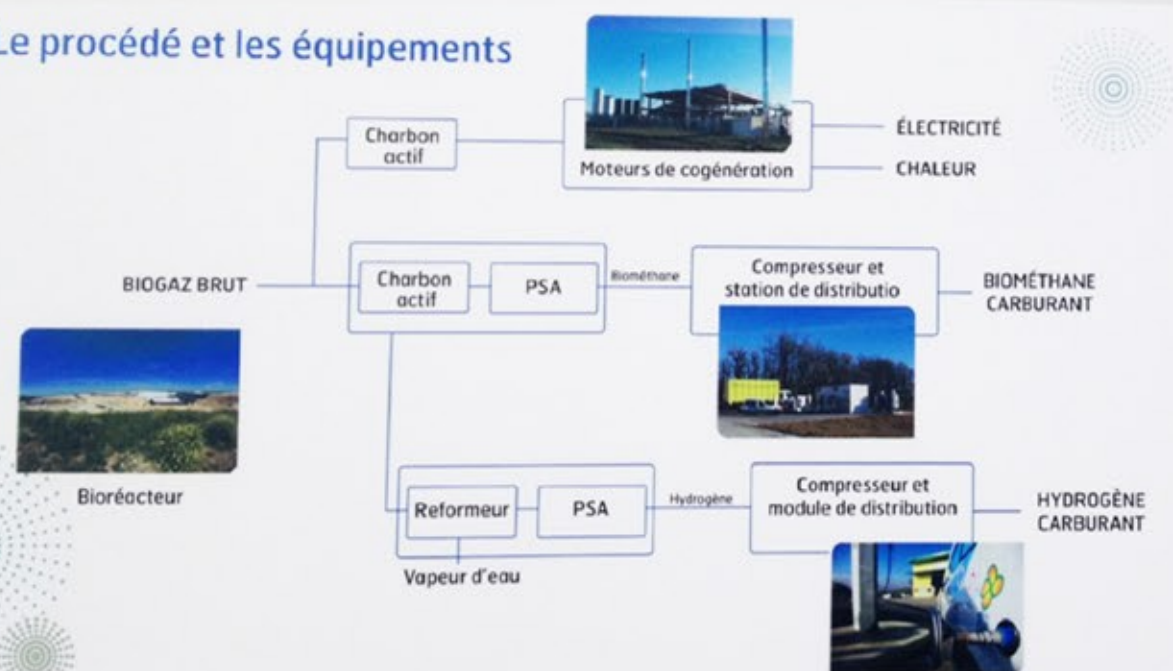 Le procédé et les équipements
Charbon
actif
Moteurs de cogénération
ÉLECTRICITÉ
CHALEUR
BIOGAZ BRUT
Charbon
actif
PSA
Biométhane
Compresseur et
station de distributio
BIOMÉTHANE
CARBURANT
Bioréacteur
Reformeur
PSA
Hydrogène
Compresseur et
module de distribution
HYDROGÈNE
CARBURANT
Vapeur d'eau